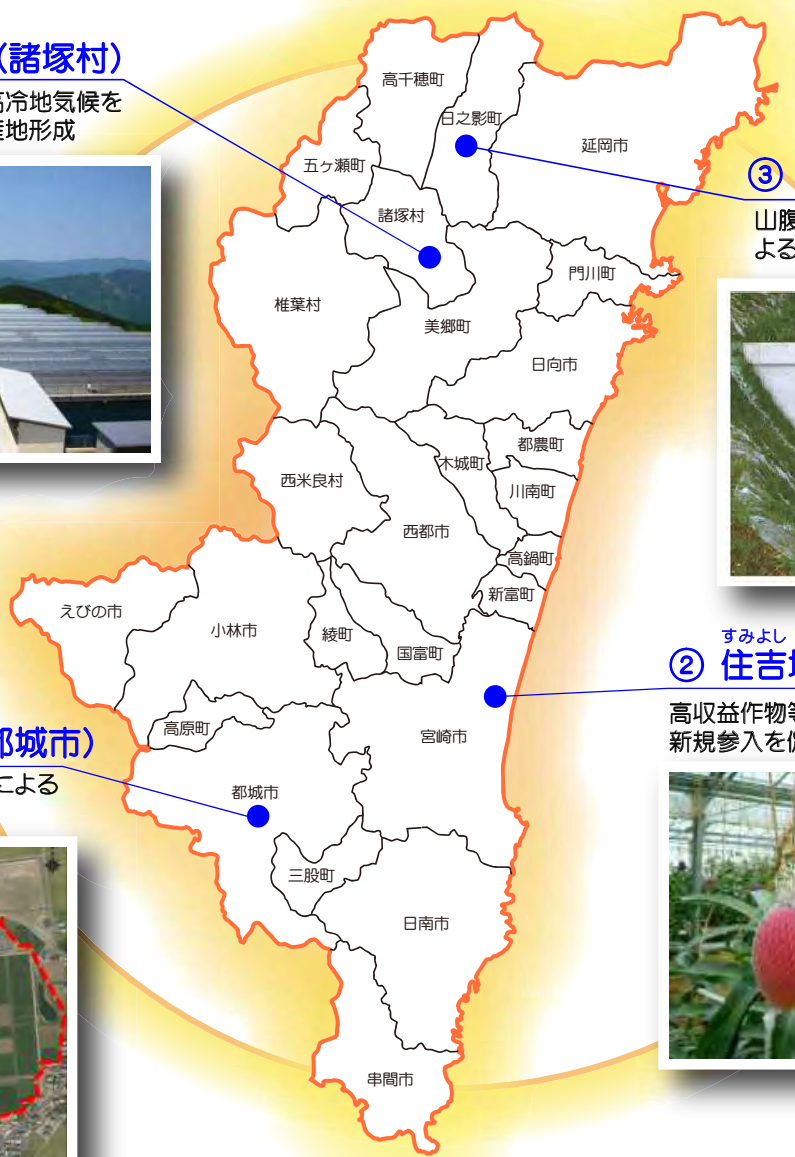 (諸塚村)
高冷地気候を
産地形成
高千穂町
日之影町
延岡市
五ヶ瀬町
諸塚村
③
山腹
よる
門川町
椎葉村
美郷町
日向市
都農町
木城町
西米良村
川南町
西都市
高鍋町
新富町
えびの市
小林市
綾町
国富町
すみよし
② 住吉
高収益作物等
新規参入を
高原町
宮崎市
都城市)
による
都城市
三股町
日南市
串間市